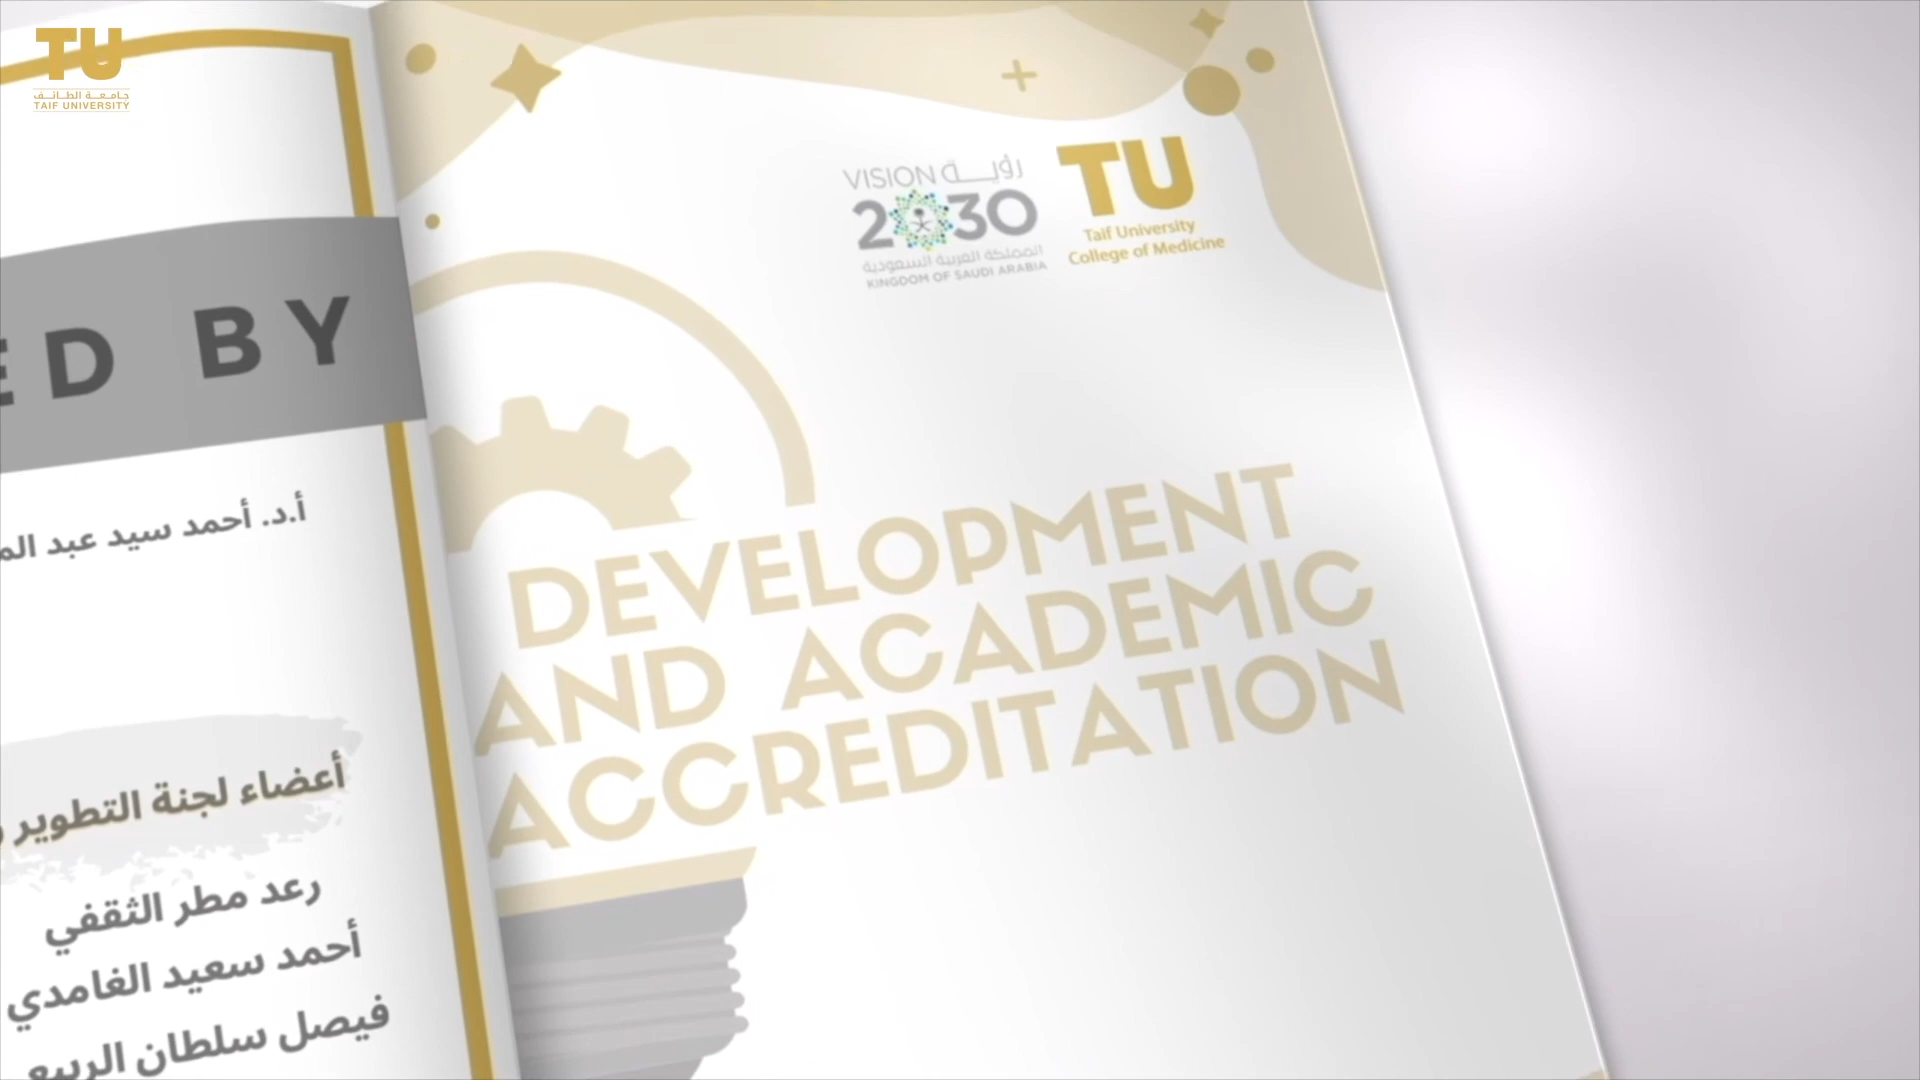 TU
جامعة الطائف
TAIF UNIVERSITY
ED BY
أ.د. أحمد سيد عبد
أعضاء لجنة التطوير
رعد مطر الثقفي
أحمد سعيد الغامدي
فيصل سلطان
VISION رؤية
2030
المملكة العربية السعودية
KINGDOM OF SAUDI ARABIA
TU
Taif University
College of Medicine
DEVELOPMENT
AND ACADEMIC
ACCREDITATION